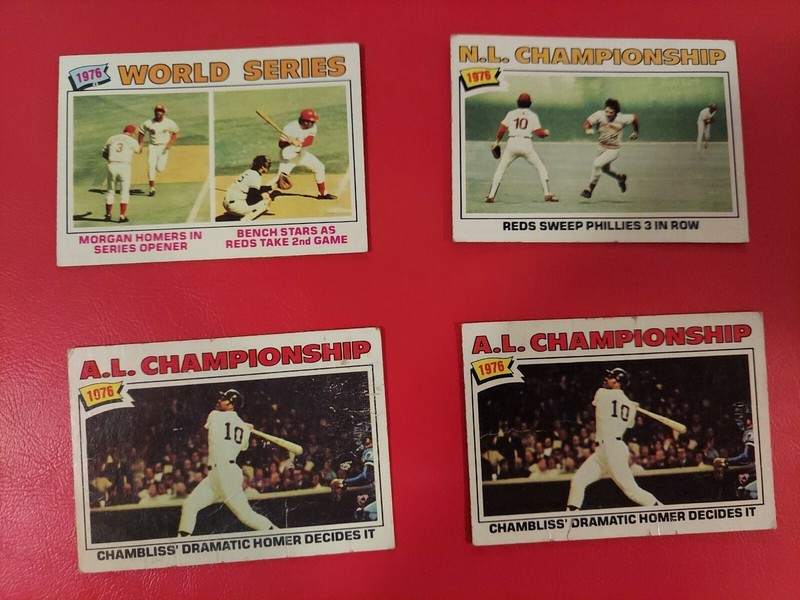 1976 WORLD SERIES
3
MORGAN HOMERS IN
SERIES OPENER
BENCH STARS AS
REDS TAKE 2nd GAME
N.L. CHAMPIONSHIP
1976
10
REDS SWEEP PHILLIES 3 IN ROW
A.L. CHAMPIONSHIP
1976
10
CHAMBLISS' DRAMATIC HOMER DECIDES IT
A.L. CHAMPIONSHIP
1976
10
CHAMBLISS' DRAMATIC HOMER DECIDES IT